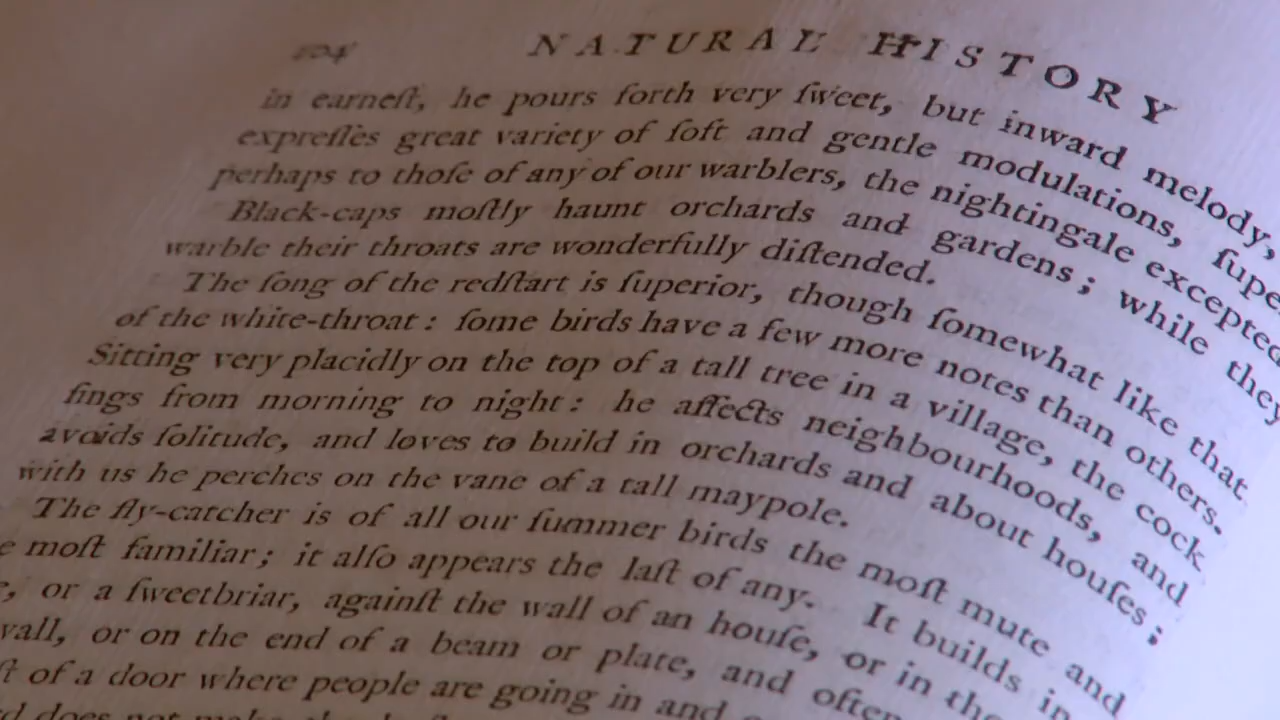 104 NATURAL HISTORY
in earneſt, he pours forth very ſweet, but inward melody,
expreſſes great variety of ſoft and gentle modulations, ſupe
perhaps to thoſe of any of our warblers, the nightingale excepted
Black-caps moſtly haunt orchards and gardens; while they
warble their throats are wonderfully diſtended.
The ſong of the redſtart is ſuperior, though ſomewhat like that
of the white-throat: ſome birds have a few more notes than others.
Sitting very placidly on the top of a tall tree in a village, the cock
ſings from morning to night: he affects neighbourhoods, and
avoids ſolitude, and loves to build in orchards and about houſes;
with us he perches on the vane of a tall maypole.
The fly-catcher is of all our ſummer birds the moſt mute and
e moſt familiar; it alſo appears the laſt of any. It builds in
, or a ſweetbriar, againſt the wall of an houſe, or in the
wall, or on the end of a beam or plate, and often
ſt of a door where people are going in and
does not make the